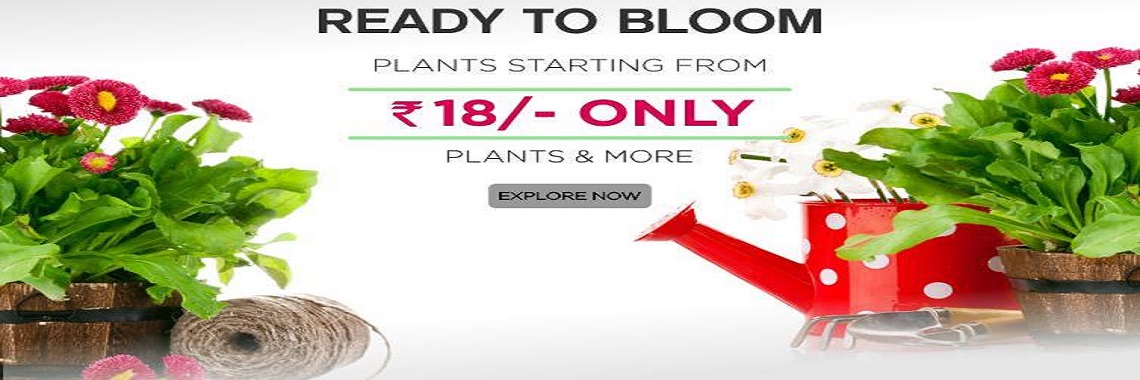 READY TO BLOOM
PLANTS STARTING FROM
₹18/- ONLY
PLANTS & MORE
EXPLORE NOW